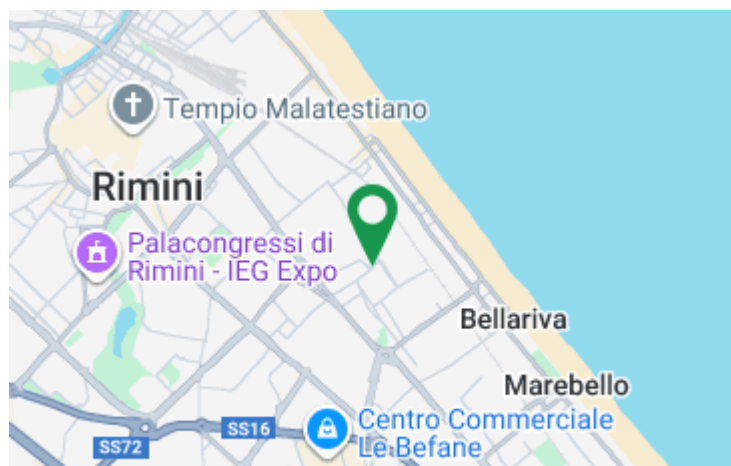 Tempio Malatestiano
Rimini
Palacongressi di
Rimini - IEG Expo
Bellariva
Marebello
Centro Commerciale
Le Befane
SS16
SS72